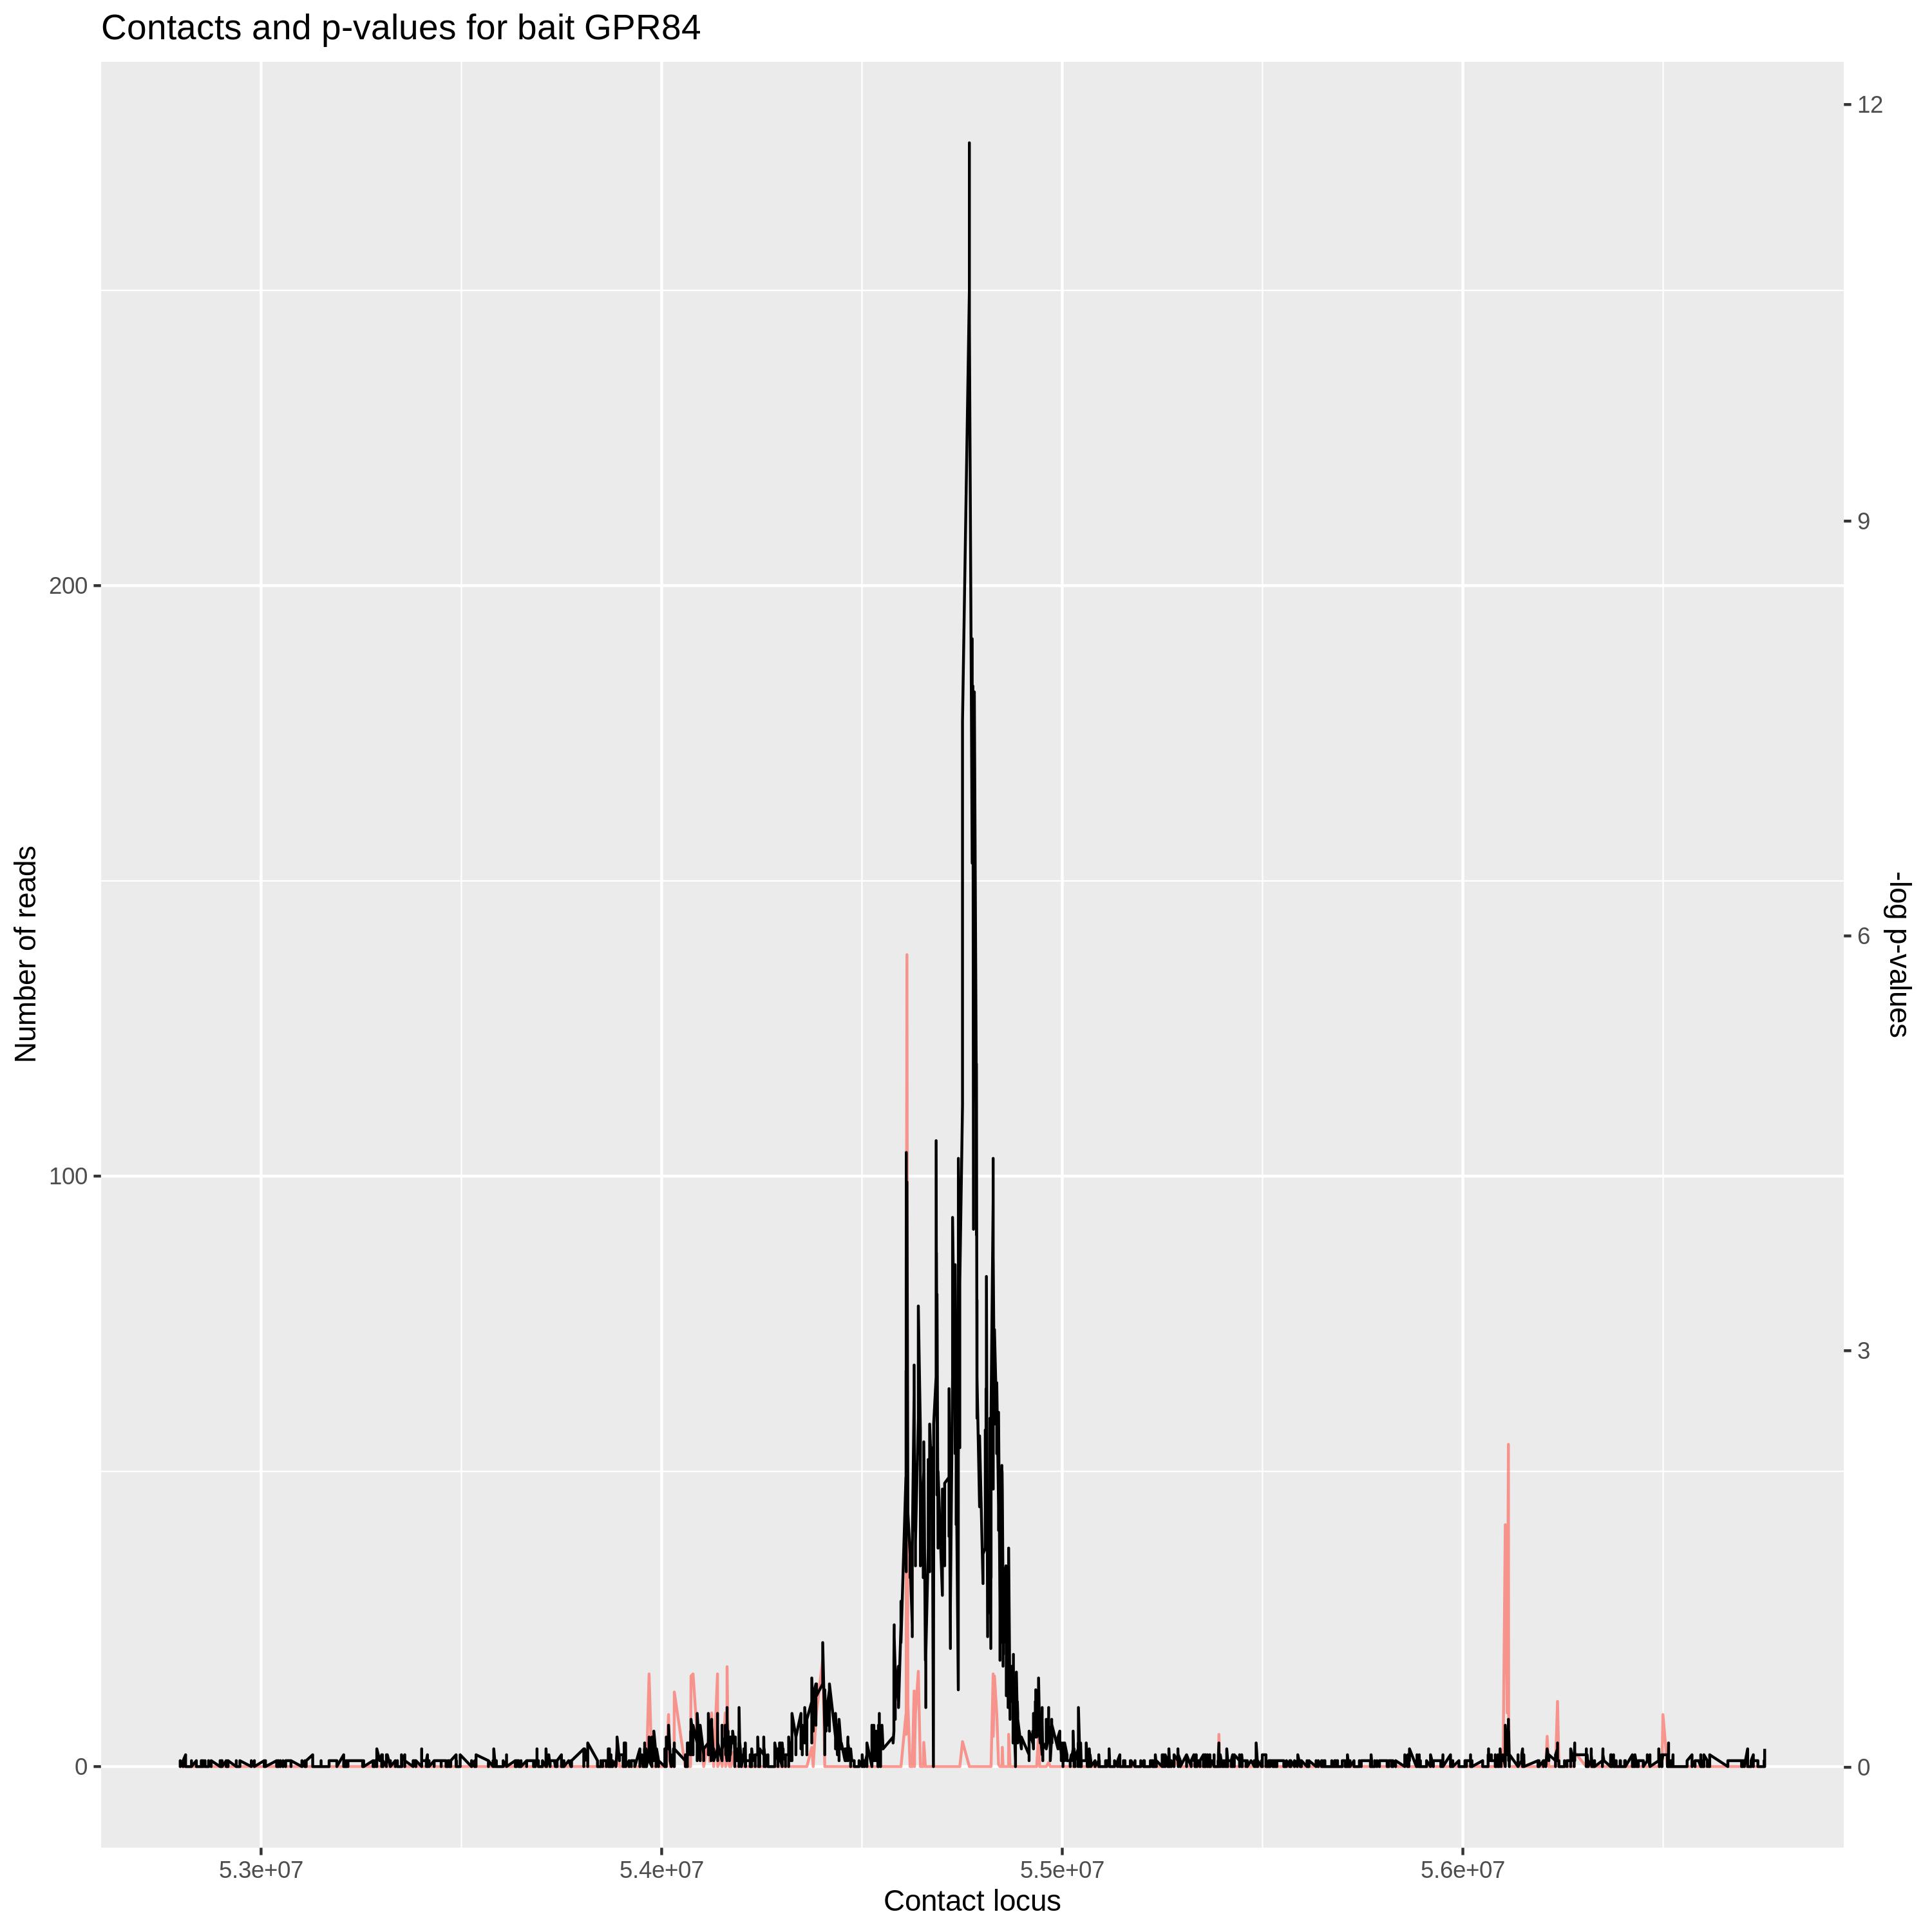 Contacts and p-values for bait GPR84
12
9
200
Number of reads
-log p-values
6
100
3
0
0
5.3e+07
5.4e+07
5.5e+07
5.6e+07
Contact locus